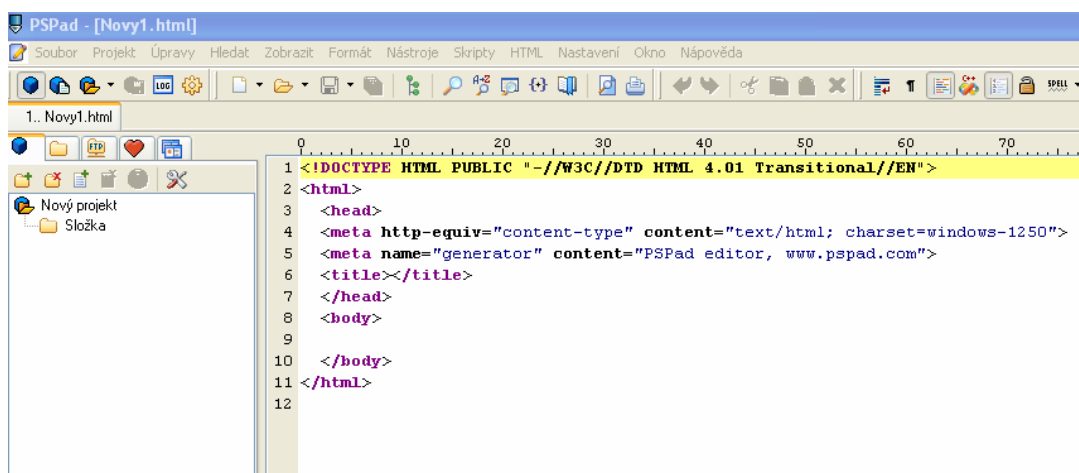 PSPad - [Novy1.html]
Soubor Projekt Úpravy Hledat Zobrazit Formát Nástroje Skripty HTML Nastavení Okno Nápověda
LOG A-Z SPELL
1.. Novy1.html
FTP
0 10 20 30 40 50 60 70
Nový projekt
Složka
1 <!DOCTYPE HTML PUBLIC "-//W3C//DTD HTML 4.01 Transitional//EN">
2 <html>
3 <head>
4 <meta http-equiv="content-type" content="text/html; charset=windows-1250">
5 <meta name="generator" content="PSPad editor, www.pspad.com">
6 <title></title>
7 </head>
8 <body>
9
10 </body>
11 </html>
12